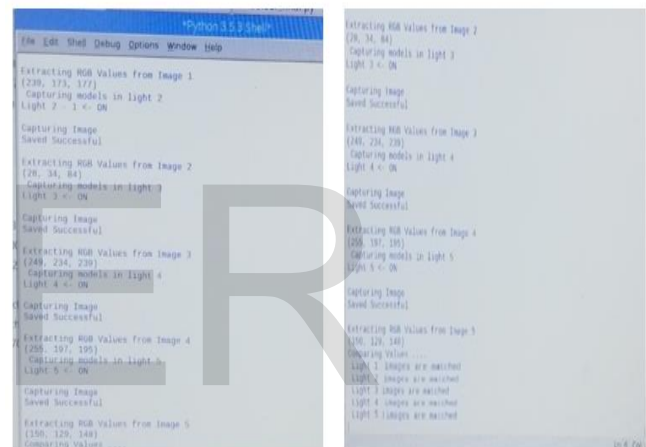 *Python 3.5.3 Shell*
File Edit Shell Debug Options Window Help
Extracting RGB Values from Image 1
(239, 173, 177)
Capturing models in light 2
Light 2 - 1 <- ON
Capturing Image
Saved Successful
Extracting RGB Values from Image 2
(28, 34, 84)
Capturing models in light 3
Light 3 <- ON
Capturing Image
Saved Successful
Extracting RGB Values from Image 3
(249, 234, 239)
Capturing models in light 4
Light 4 <- ON
Capturing Image
Saved Successful
Extracting RGB Values from Image 4
(255, 197, 195)
Capturing models in light 5
Light 5 <- ON
Capturing Image
Saved Successful
Extracting RGB Values from Image 5
(150, 129, 148)
Comparing Values
Extracting RGB Values from Image 2
(28, 34, 84)
Capturing models in light 3
Light 3 <- ON
Capturing Image
Saved Successful
Extracting RGB Values from Image 3
(249, 234, 239)
Capturing models in light 4
Light 4 <- ON
Capturing Image
Saved Successful
Extracting RGB Values from Image 4
(255, 197, 195)
Capturing models in light 5
Light 5 <- ON
Capturing Image
Saved Successful
Extracting RGB Values from Image 5
(150, 129, 148)
Comparing Values ....
Light 1 images are matched
Light 2 images are matched
Light 3 images are matched
Light 4 images are matched
Light 5 images are matched
ER